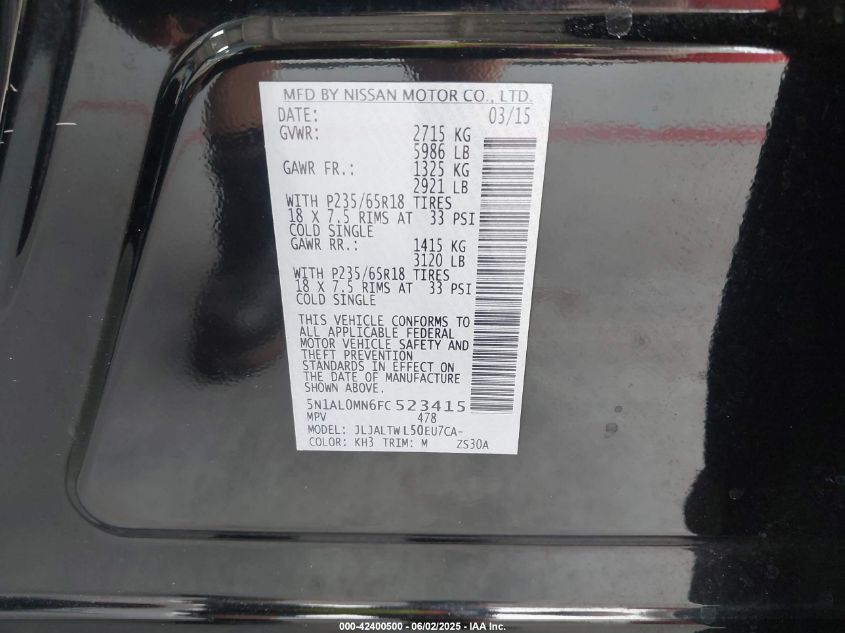 MFD BY NISSAN MOTOR CO., LTD.
DATE: 03/15
GVWR: 2715 KG
5986 LB
GAWR FR.: 1325 KG
2921 LB
WITH P235/65R18 TIRES
18 X 7.5 RIMS AT 33 PSI
COLD SINGLE
GAWR RR.: 1415 KG
3120 LB
WITH P235/65R18 TIRES
18 X 7.5 RIMS AT 33 PSI
COLD SINGLE
THIS VEHICLE CONFORMS TO
ALL APPLICABLE FEDERAL
MOTOR VEHICLE SAFETY AND
THEFT PREVENTION
STANDARDS IN EFFECT ON
THE DATE OF MANUFACTURE
SHOWN ABOVE.
5N1AL0MN6FC 523415
MPV 478
MODEL: JLJALTWL50EU7CA-
COLOR: KH3 TRIM: M ZS30A
000-42400500 - 06/02/2025 - IAA Inc.